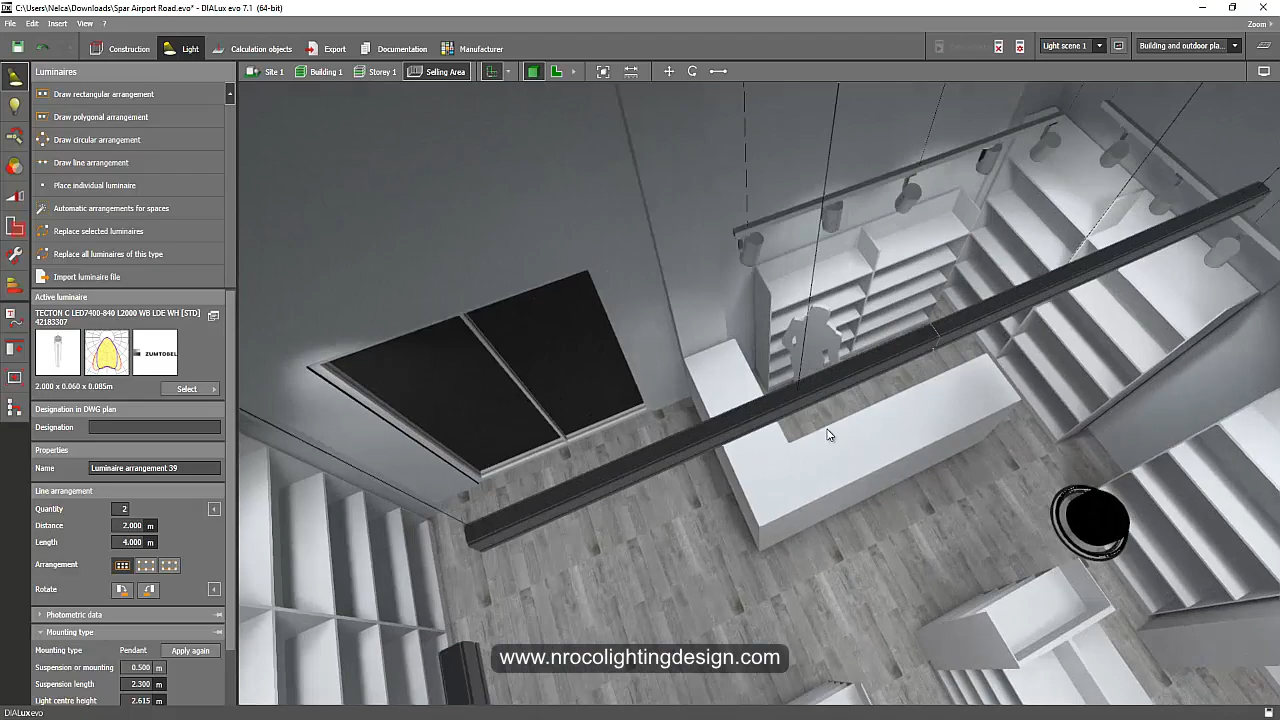 C:\Users\Nelca\Downloads\Spar Airport Road.evo* - DIALux evo 7.1 (64-bit)
File Edit Insert View ?
Zoom
Construction Light Calculation objects Export Documentation Manufacturer
Light scene 1 Building and outdoor pla...
Luminaires
Site 1 Building 1 Storey 1 Selling Area
Draw rectangular arrangement
Draw polygonal arrangement
Draw circular arrangement
Draw line arrangement
Place individual luminaire
Automatic arrangements for spaces
Replace selected luminaires
Replace all luminaires of this type
Import luminaire file
Active luminaire
TECTON C LED7400-840 L2000 WB LDE WH [STD]
42183307
ZUMTOBEL
2.000 x 0.060 x 0.085m Select
Designation in DWG plan
Designation
Properties
Name Luminaire arrangement 39
Line arrangement
Quantity 2
Distance 2.000 m
Length 4.000 m
Arrangement
Rotate
Photometric data
Mounting type
Mounting type Pendant Apply again
Suspension or mounting 0.500 m
Suspension length 2.300 m
Light centre height 2.615 m
www.nrocolightingdesign.com
DIALux evo